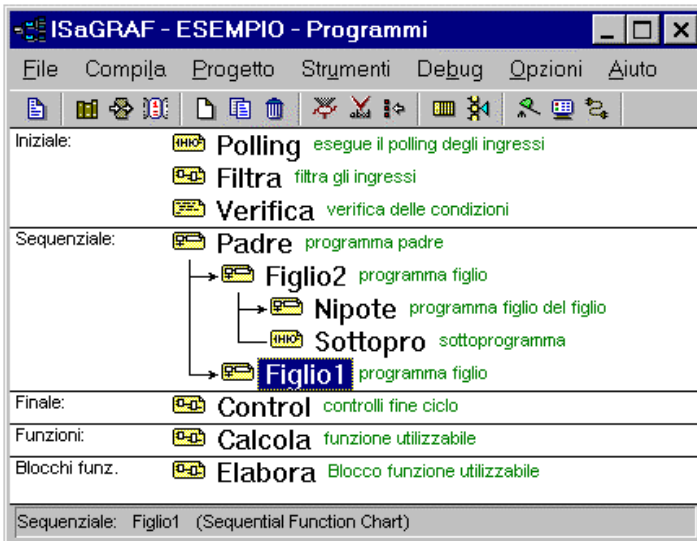 ISaGRAF - ESEMPIO - Programmi
File Compila Progetto Strumenti Debug Opzioni Aiuto
Iniziale: Polling esegue il polling degli ingressi
Filtra filtra gli ingressi
Verifica verifica delle condizioni
Sequenziale: Padre programma padre
Figlio2 programma figlio
Nipote programma figlio del figlio
Sottopro sottoprogramma
Figlio1 programma figlio
Finale: Control controlli fine ciclo
Funzioni: Calcola funzione utilizzabile
Blocchi funz. Elabora Blocco funzione utilizzabile
Sequenziale: Figlio1 (Sequential Function Chart)